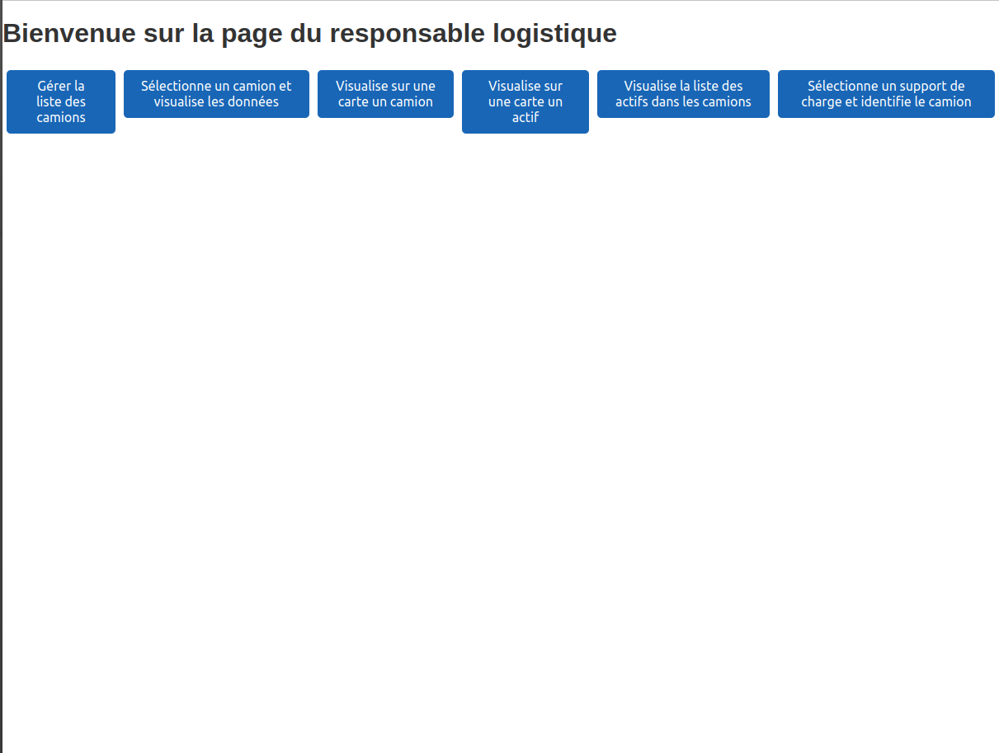 Bienvenue sur la page du responsable logistique
Gérer la
liste des
camions
Sélectionne un camion et
visualise les données
Visualise sur une
carte un camion
Visualise sur
une carte un
actif
Visualise la liste des
actifs dans les camions
Sélectionne un support de
charge et identifie le camion